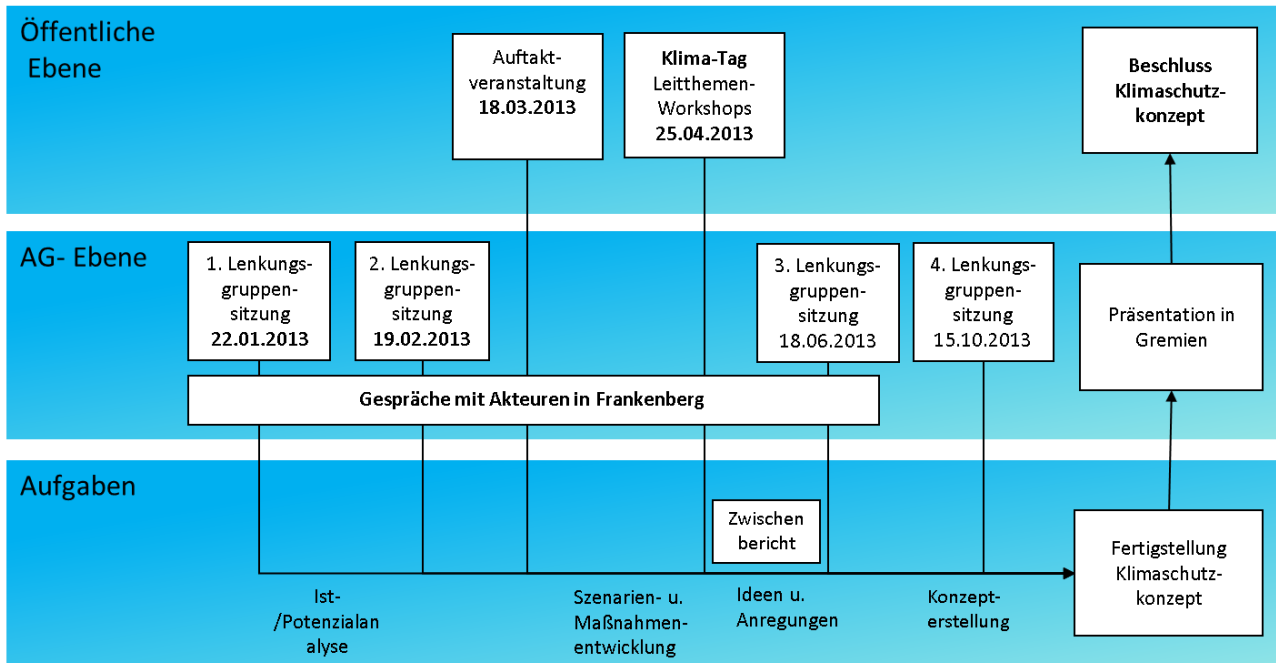 Öffentliche
Ebene
Auftakt-
veranstaltung
18.03.2013
Klima-Tag
Leitthemen-
Workshops
25.04.2013
Beschluss
Klimaschutz-
konzept
AG- Ebene
1. Lenkungs-
gruppen-
sitzung
22.01.2013
2. Lenkungs-
gruppen-
sitzung
19.02.2013
3. Lenkungs-
gruppen-
sitzung
18.06.2013
4. Lenkungs-
gruppen-
sitzung
15.10.2013
Präsentation in
Gremien
Gespräche mit Akteuren in Frankenberg
Aufgaben
Zwischen
bericht
Fertigstellung
Klimaschutz-
konzept
Ist-
/Potenzialan
alyse
Szenarien- u.
Maßnahmen-
entwicklung
Ideen u.
Anregungen
Konzept-
erstellung